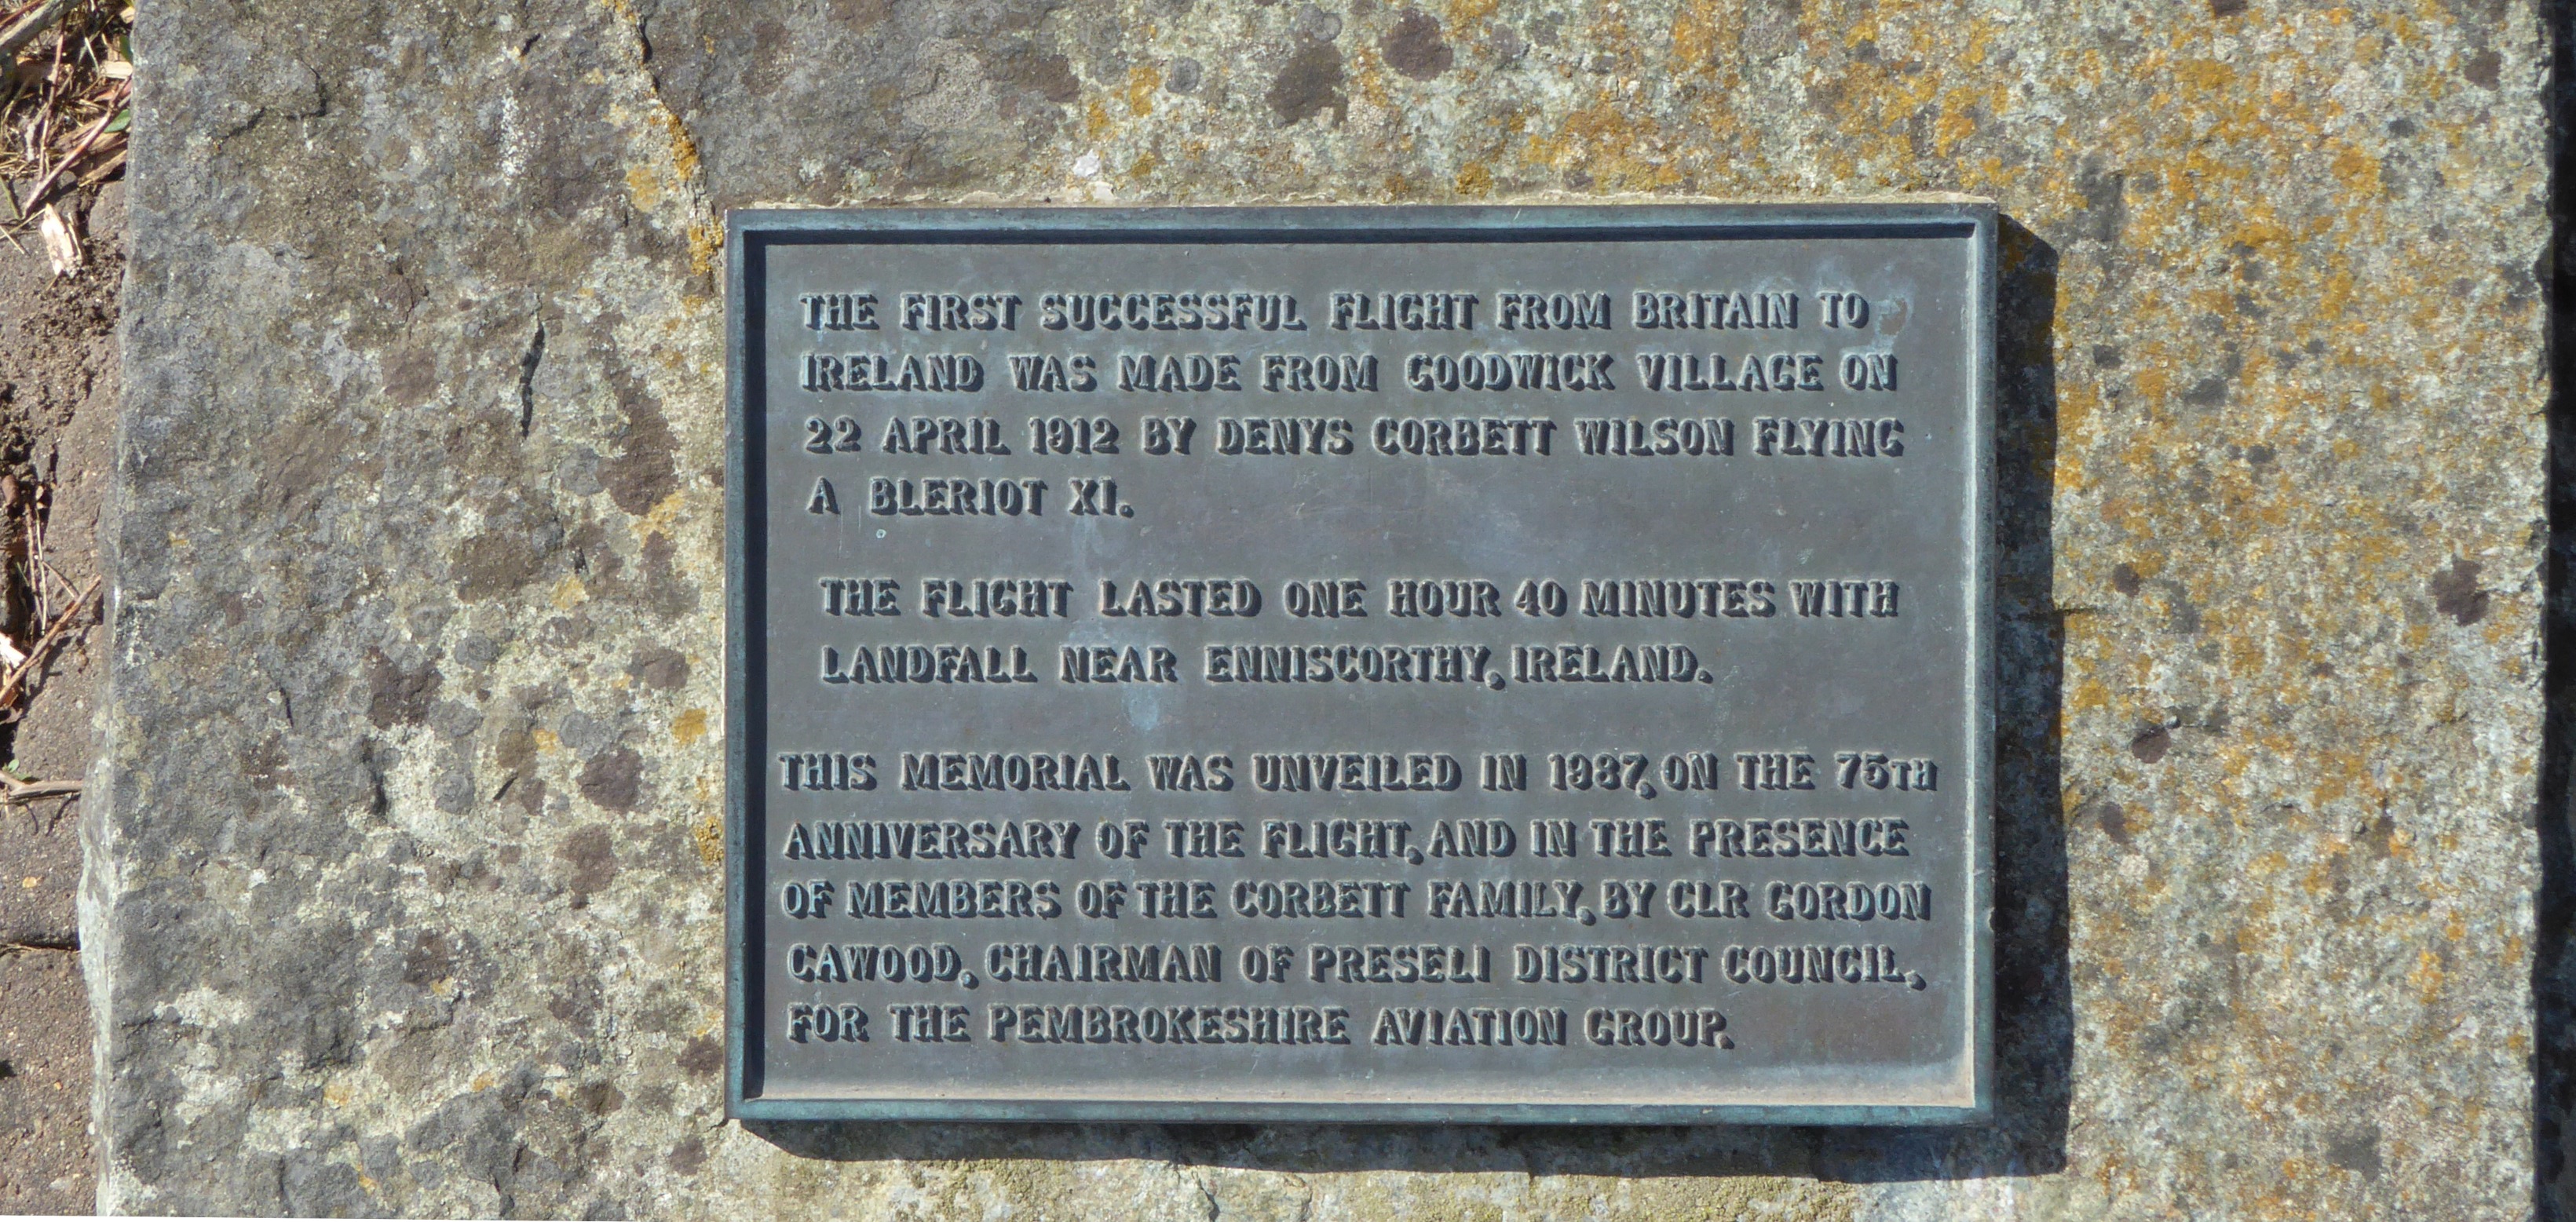 THE FIRST SUCCESSFUL FLIGHT FROM BRITAIN TO
IRELAND WAS MADE FROM GOODWICK VILLAGE ON
22 APRIL 1912 BY DENYS CORBETT WILSON FLYING
A BLERIOT XI.
THE FLIGHT LASTED ONE HOUR 40 MINUTES WITH
LANDFALL NEAR ENNISCORTHY, IRELAND.
THIS MEMORIAL WAS UNVEILED IN 1987, ON THE 75TH
ANNIVERSARY OF THE FLIGHT, AND IN THE PRESENCE
OF MEMBERS OF THE CORBETT FAMILY, BY CLR GORDON
CAWOOD, CHAIRMAN OF PRESELI DISTRICT COUNCIL,
FOR THE PEMBROKESHIRE AVIATION GROUP.